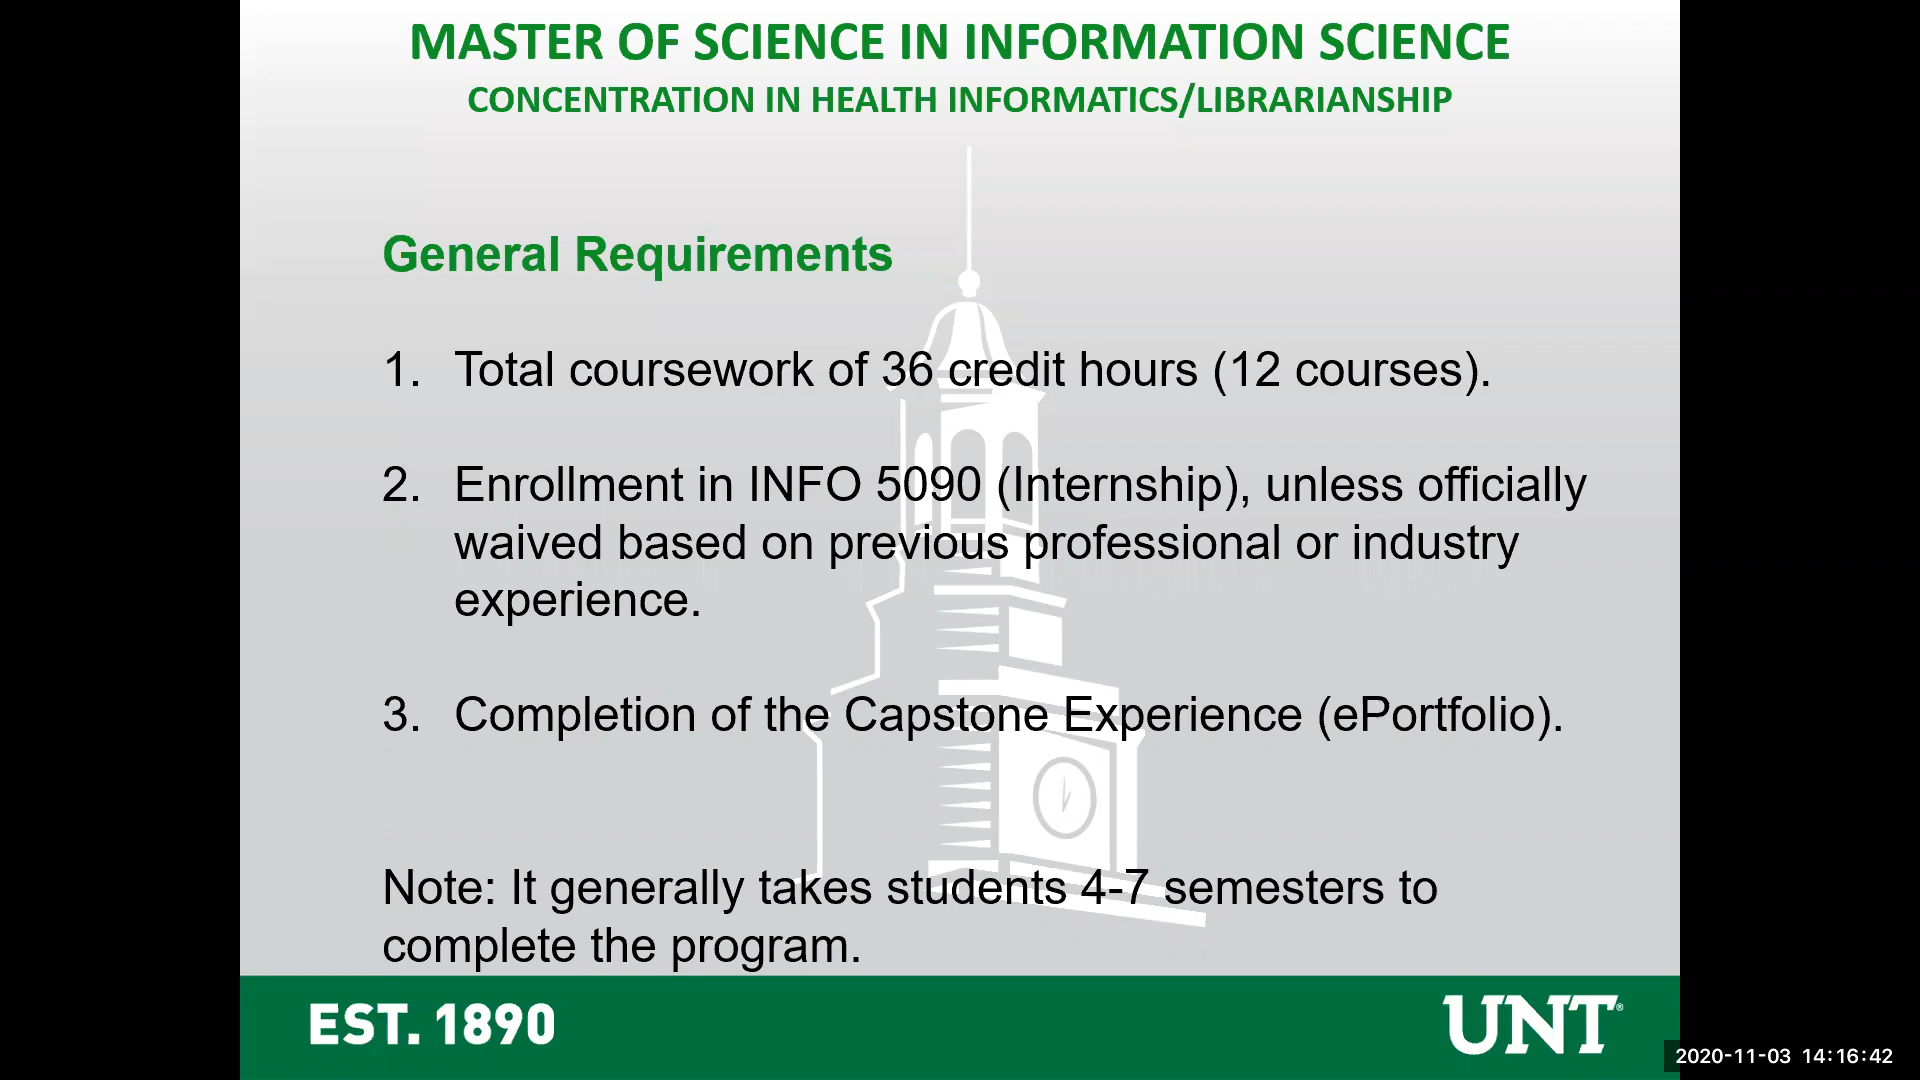 MASTER OF SCIENCE IN INFORMATION SCIENCE
CONCENTRATION IN HEALTH INFORMATICS/LIBRARIANSHIP
General Requirements
1. Total coursework of 36 credit hours (12 courses).
2. Enrollment in INFO 5090 (Internship), unless officially
waived based on previous professional or industry
experience.
3. Completion of the Capstone Experience (ePortfolio).
Note: It generally takes students 4-7 semesters to
complete the program.
EST. 1890
UNT®
2020-11-03 14:16:42